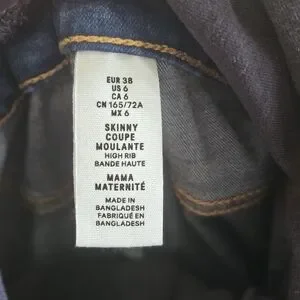 EUR 38
US 6
CA 6
CN 165/72A
MX 6
SKINNY
COUPE
MOULANTE
HIGH RIB
BANDE HAUTE
MAMA
MATERNITÉ
MADE IN
BANGLADESH
FABRIQUÉ EN
BANGLADESH